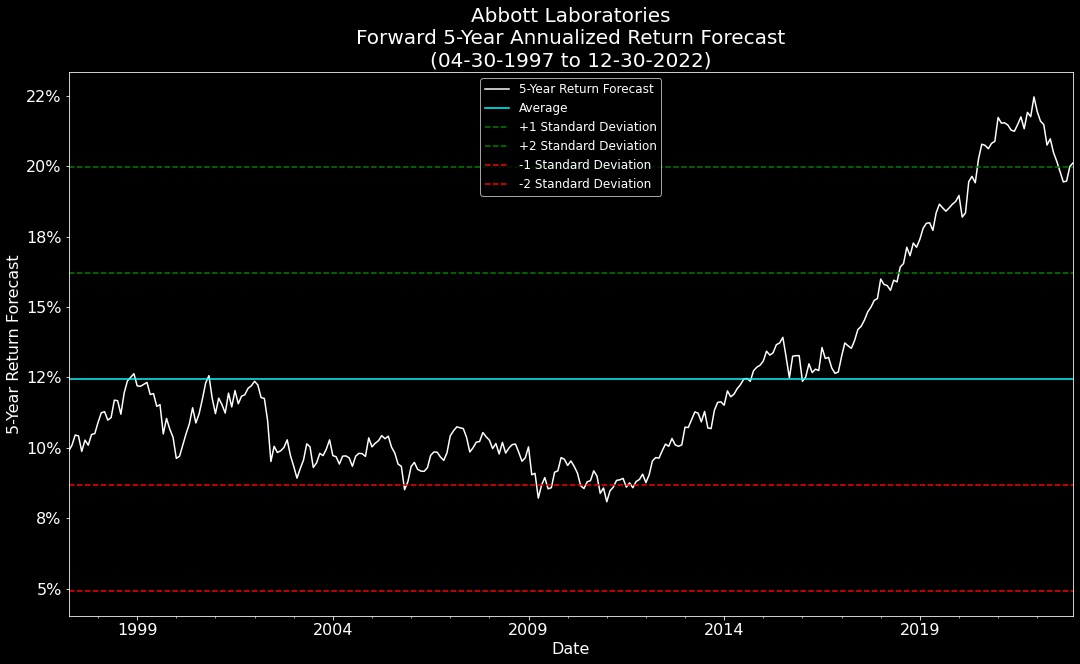 Abbott Laboratories
Forward 5-Year Annualized Return Forecast
(04-30-1997 to 12-30-2022)
5-Year Return Forecast
Average
+1 Standard Deviation
+2 Standard Deviation
-1 Standard Deviation
-2 Standard Deviation
22%
20%
18%
15%
12%
10%
8%
5%
5-Year Return Forecast
1999
2004
2009
2014
2019
Date